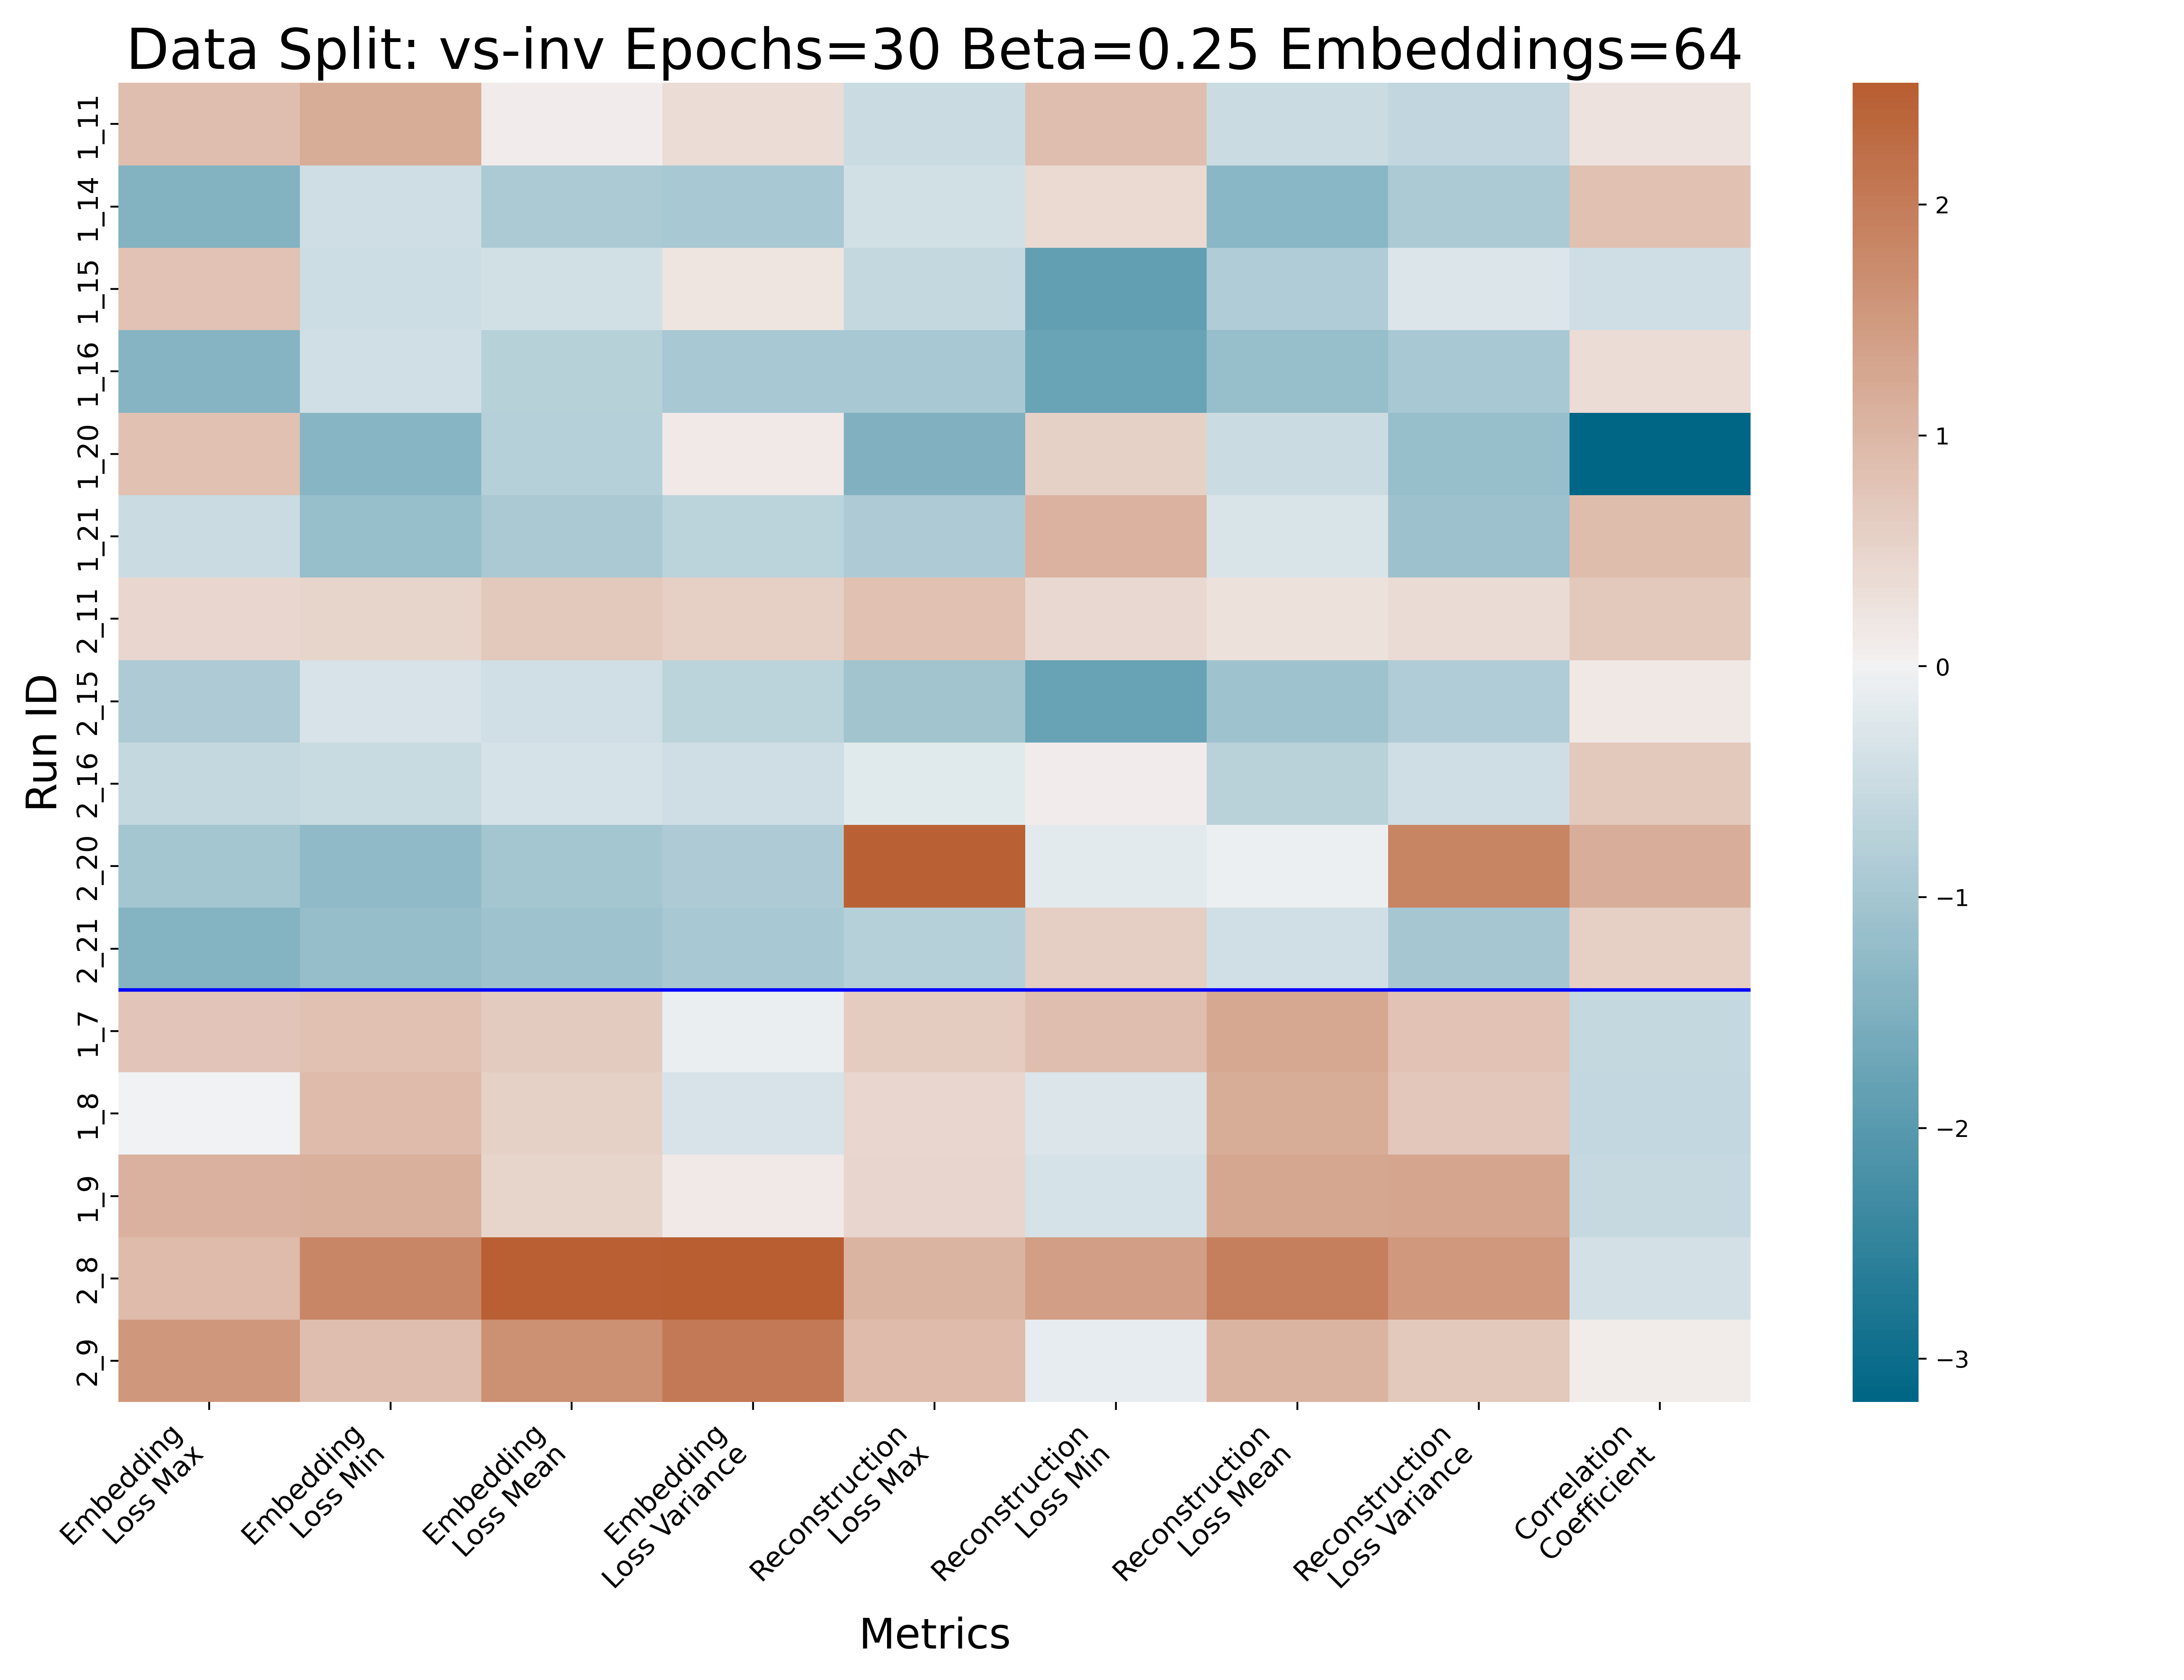 Data Split: vs-inv Epochs=30 Beta=0.25 Embeddings=64
Run ID
1_11
1_14
1_15
1_16
1_20
1_21
2_11
2_15
2_16
2_20
2_21
1_7
1_8
1_9
2_8
2_9
Embedding
Loss Max
Embedding
Loss Min
Embedding
Loss Mean
Embedding
Loss Variance
Reconstruction
Loss Max
Reconstruction
Loss Min
Reconstruction
Loss Mean
Reconstruction
Loss Variance
Correlation
Coefficient
Metrics
2
1
0
−1
−2
−3